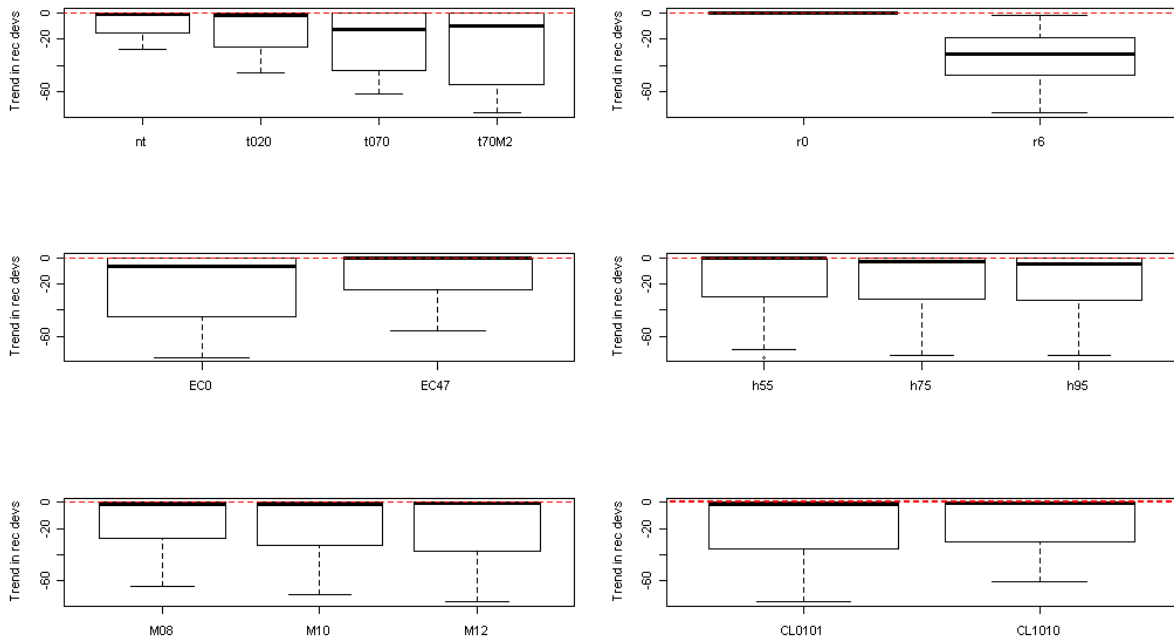 Trend in rec devs
0
-20
-60
nt
t020
t070
t70M2
Trend in rec devs
0
-20
-60
r0
r6
Trend in rec devs
0
-20
-60
EC0
EC47
Trend in rec devs
0
-20
-60
h55
h75
h95
Trend in rec devs
0
-20
-60
M08
M10
M12
Trend in rec devs
0
-20
-60
CL0101
CL1010